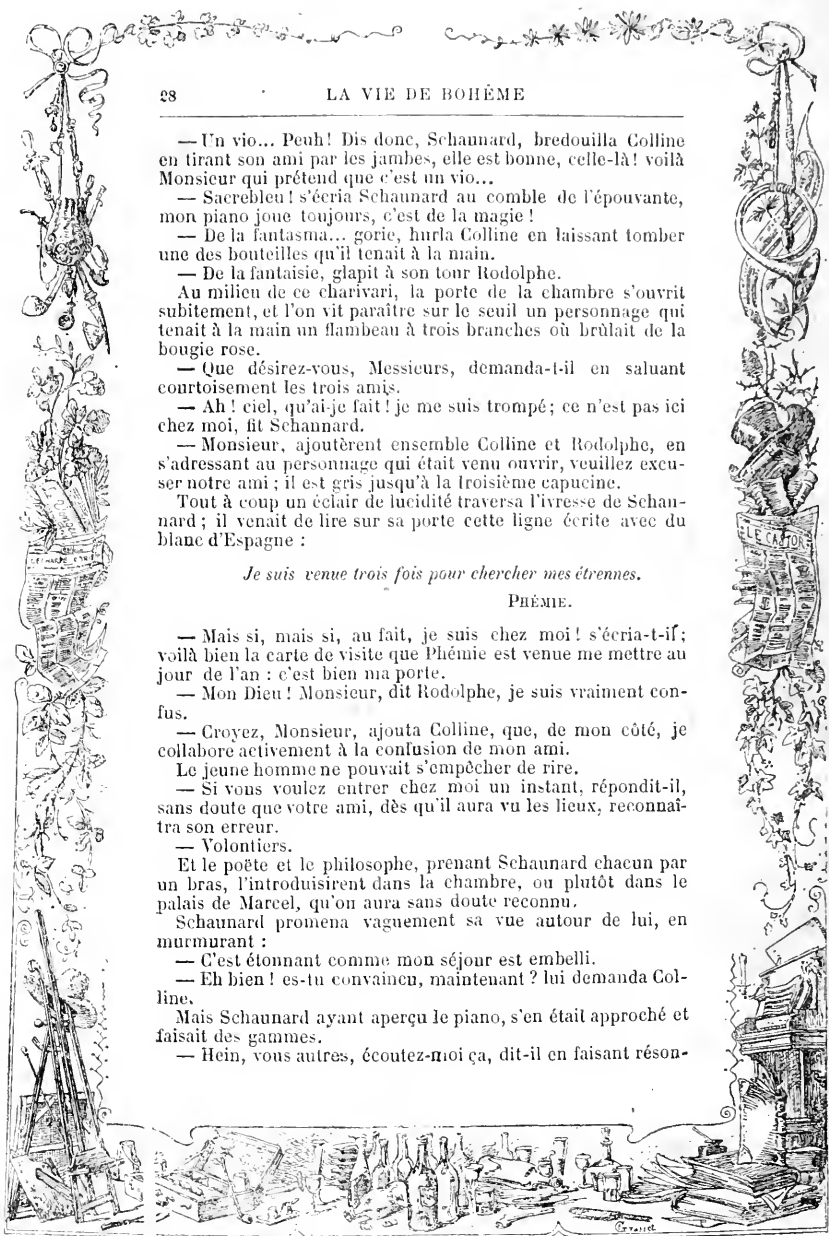 28 LA VIE DE BOHÈME
— Un vio... Peuh! Dis donc, Schaunard, bredouilla Colline
en tirant son ami par les jambes, elle est bonne, celle-là! voilà
Monsieur qui prétend que c'est un vio...
— Sacrebleu ! s'écria Schaunard au comble de l'épouvante,
mon piano joue toujours, c'est de la magie !
— De la fantasma... gorie, hurla Colline en laissant tomber
une des bouteilles qu'il tenait à la main.
— De la fantaisie, glapit à son tour Rodolphe.
Au milieu de ce charivari, la porte de la chambre s'ouvrit
subitement, et l'on vit paraître sur le seuil un personnage qui
tenait à la main un flambeau à trois branches où brûlait de la
bougie rose.
— Que désirez-vous, Messieurs, demanda-t-il en saluant
courtoisement les trois amis.
— Ah ! ciel, qu'ai-je fait ! je me suis trompé; ce n'est pas ici
chez moi, fit Schaunard.
— Monsieur, ajoutèrent ensemble Colline et Rodolphe, en
s'adressant au personnage qui était venu ouvrir, veuillez excu-
ser notre ami ; il est gris jusqu'à la troisième capucine.
Tout à coup un éclair de lucidité traversa l'ivresse de Schau-
nard ; il venait de lire sur sa porte cette ligne écrite avec du
blanc d'Espagne :
Je suis venue trois fois pour chercher mes étrennes.
PHÉMIE.
— Mais si, mais si, au fait, je suis chez moi ! s'écria-t-il;
voilà bien la carte de visite que Phémie est venue me mettre au
jour de l'an : c'est bien ma porte.
— Mon Dieu ! Monsieur, dit Rodolphe, je suis vraiment con-
fus.
— Croyez, Monsieur, ajouta Colline, que, de mon côté, je
collabore activement à la confusion de mon ami.
Le jeune homme ne pouvait s'empêcher de rire.
— Si vous voulez entrer chez moi un instant, répondit-il,
sans doute que votre ami, dès qu'il aura vu les lieux, reconnaî-
tra son erreur.
— Volontiers.
Et le poëte et le philosophe, prenant Schaunard chacun par
un bras, l'introduisirent dans la chambre, ou plutôt dans le
palais de Marcel, qu'on aura sans doute reconnu.
Schaunard promena vaguement sa vue autour de lui, en
murmurant :
— C'est étonnant comme mon séjour est embelli.
— Eh bien ! es-tu convaincu, maintenant ? lui demanda Col-
line.
Mais Schaunard ayant aperçu le piano, s'en était approché et
faisait des gammes.
— Hein, vous autres, écoutez-moi ça, dit-il en faisant réson-
LE CASTOR